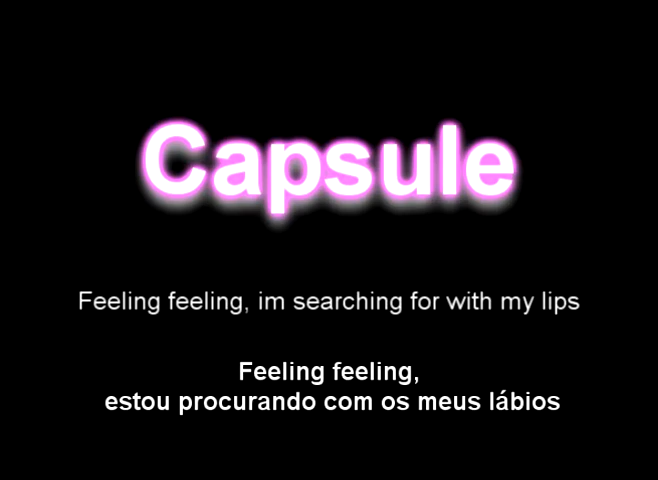 Capsule
Feeling feeling, im searching for with my lips
Feeling feeling,
estou procurando com os meus lábios